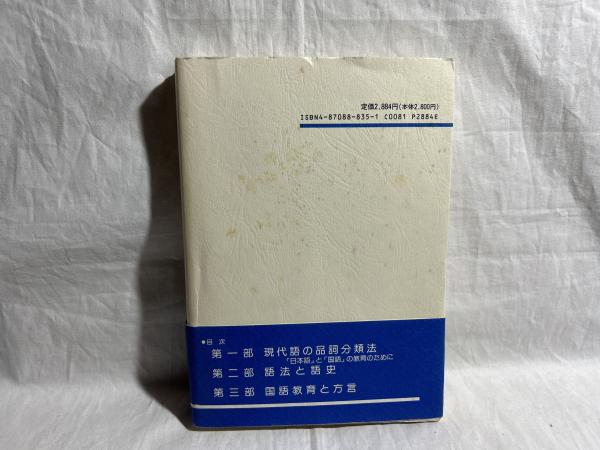 定価2,884円(本体2,800円)
ISBN4-87088-835-1 C0081 P2884E
●目次
第一部 現代語の品詞分類法
「日本語」と「国語」の教育のために
第二部 語法と語史
第三部 国語教育と方言